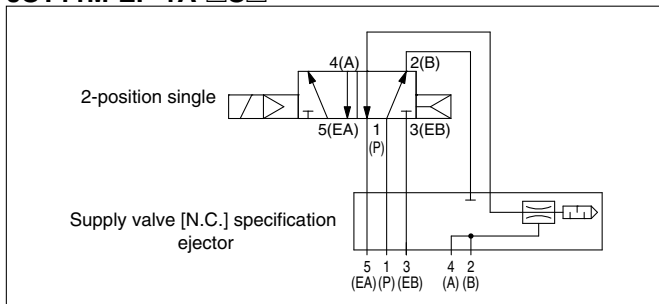 4(A) 2(B)
2-position single
5(EA) 1 3(EB)
(P)
Supply valve [N.C.] specification
ejector
5 1 3 4 2
(EA) (P) (EB) (A) (B)